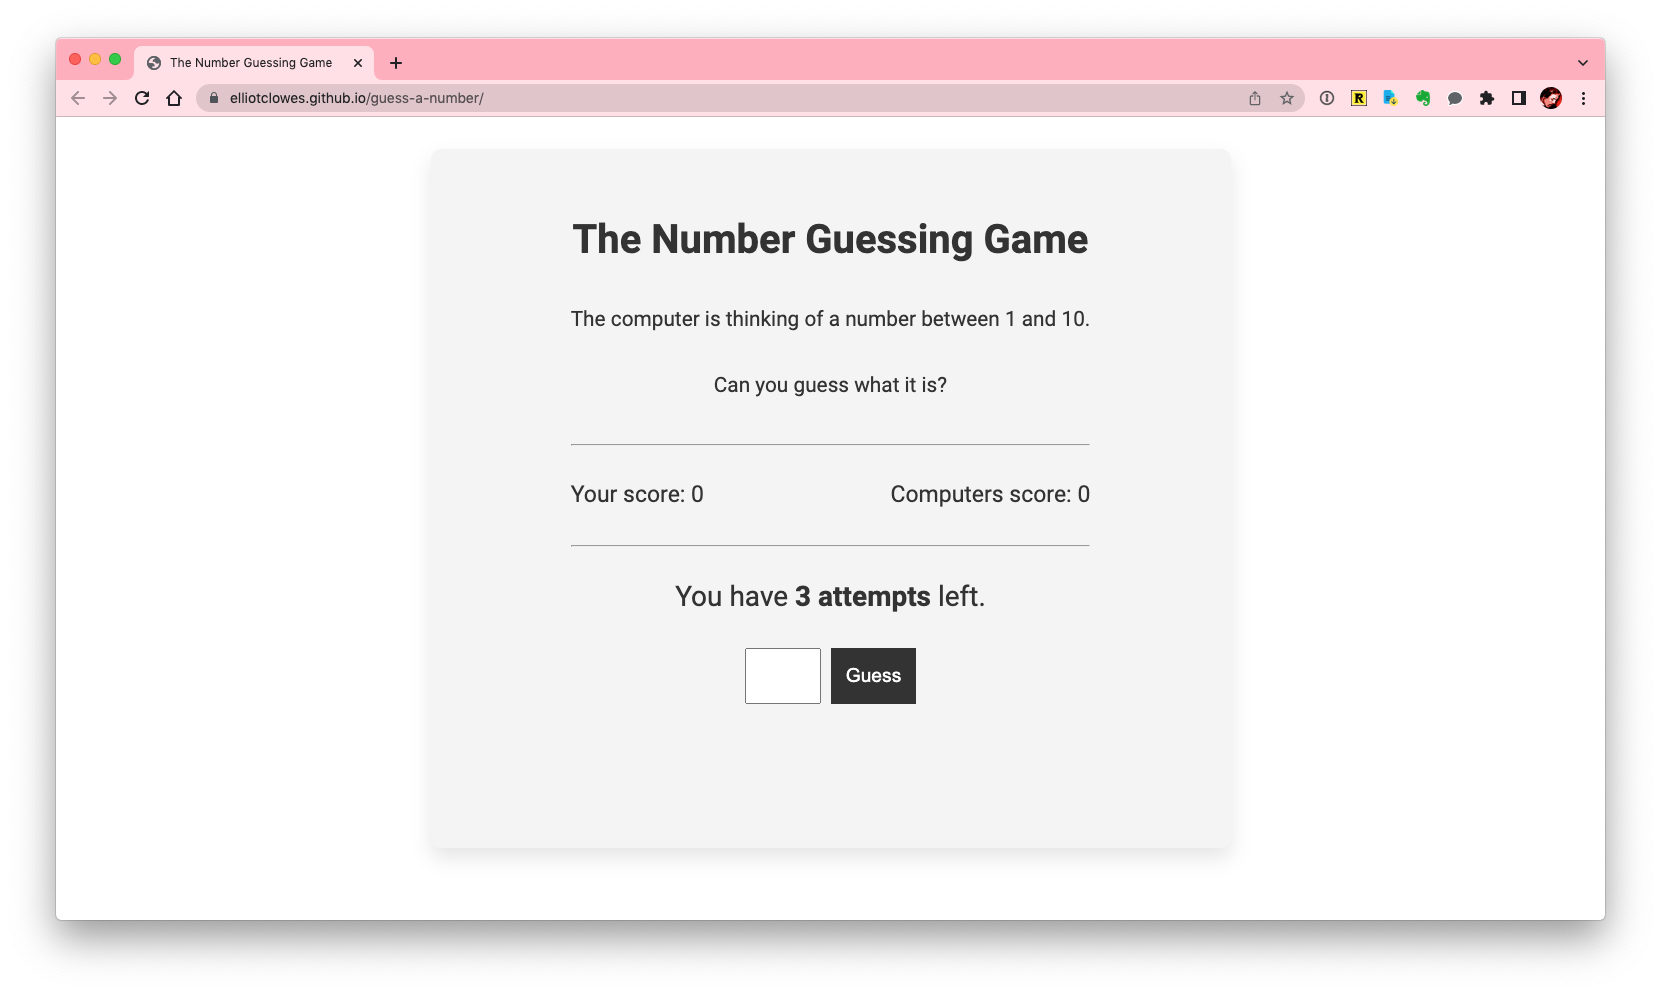 The Number Guessing Game
elliotclowes.github.io/guess-a-number/
R
The Number Guessing Game
The computer is thinking of a number between 1 and 10.
Can you guess what it is?
Your score: 0 Computers score: 0
You have 3 attempts left.
Guess